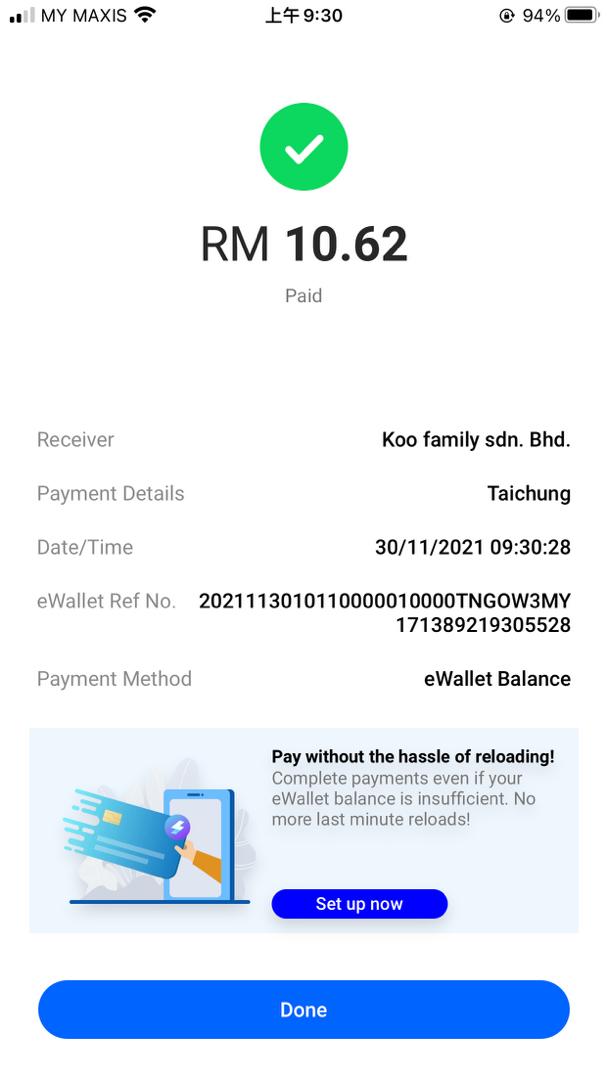 MY MAXIS 上午 9:30 94%
RM 10.62
Paid
Receiver Koo family sdn. Bhd.
Payment Details Taichung
Date/Time 30/11/2021 09:30:28
eWallet Ref No. 2021113010110000010000TNGOW3MY
171389219305528
Payment Method eWallet Balance
Pay without the hassle of reloading!
Complete payments even if your
eWallet balance is insufficient. No
more last minute reloads!
Set up now
Done